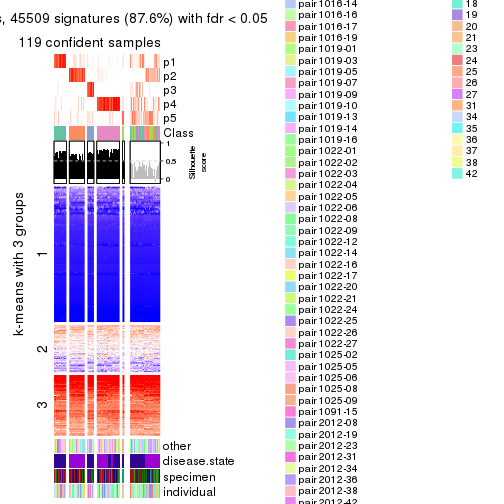 s, 45509 signatures (87.6%) with fdr < 0.05
119 confident samples
p1
p2
p3
p4
p5
Class
1
0.5
0
Silhouette
score
k-means with 3 groups
1
2
3
other
disease.state
specimen
individual
pair1016-14
pair1016-16
pair1016-17
pair1016-19
pair1019-01
pair1019-03
pair1019-05
pair1019-07
pair1019-09
pair1019-10
pair1019-13
pair1019-14
pair1019-16
pair1022-01
pair1022-02
pair1022-03
pair1022-04
pair1022-05
pair1022-06
pair1022-08
pair1022-09
pair1022-12
pair1022-14
pair1022-16
pair1022-17
pair1022-20
pair1022-21
pair1022-24
pair1022-25
pair1022-26
pair1022-27
pair1025-02
pair1025-05
pair1025-06
pair1025-08
pair1025-09
pair1091-15
pair2012-08
pair2012-19
pair2012-23
pair2012-31
pair2012-34
pair2012-36
pair2012-38
pair2012-42
18
19
20
21
23
24
25
26
27
31
34
35
36
37
38
42